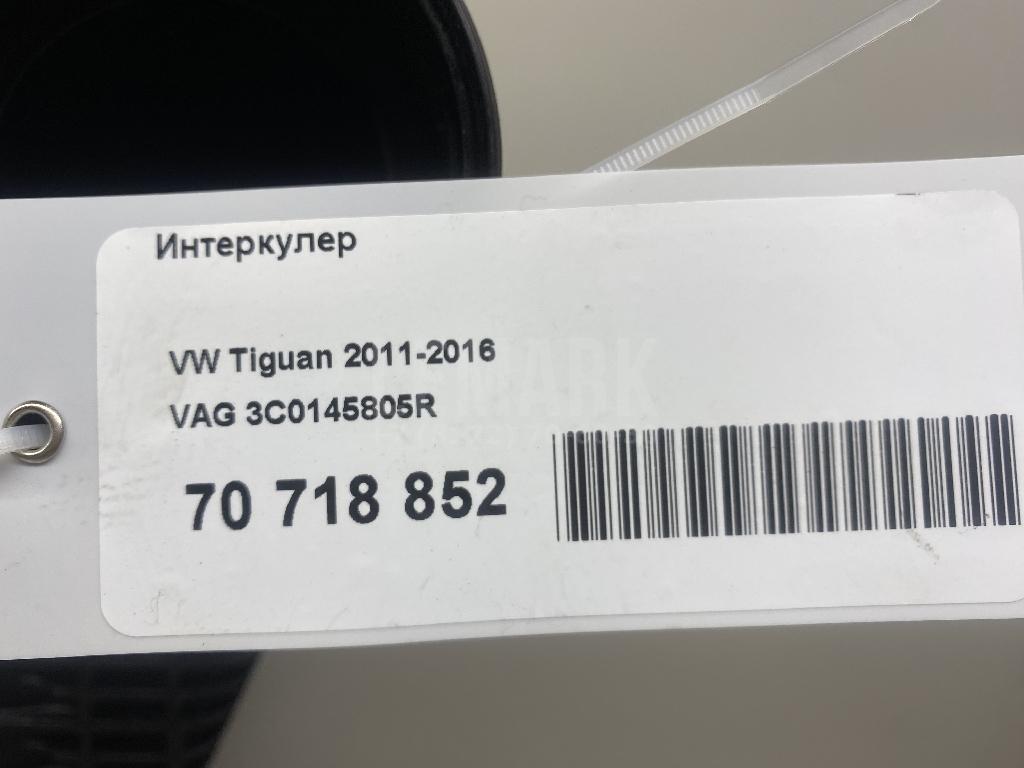 Интеркулер
VW Tiguan 2011-2016
VAG 3C0145805R
70 718 852